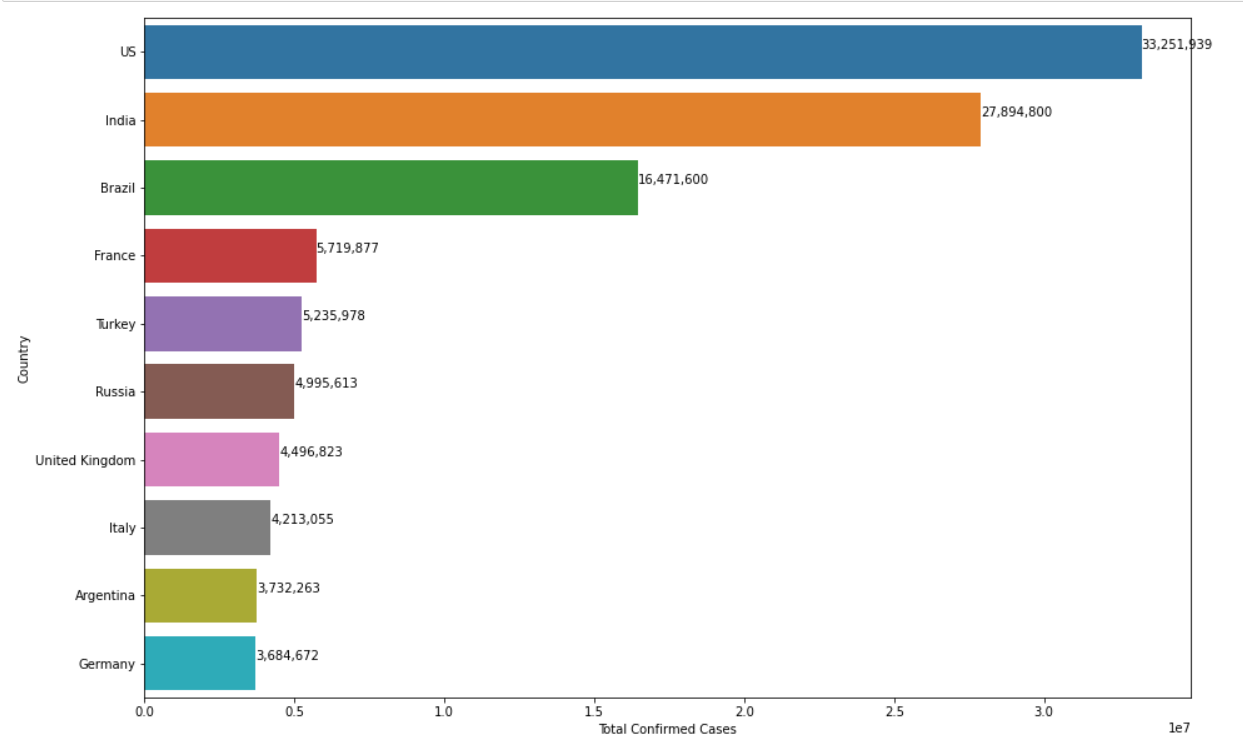 US
33,251,939
India
27,894,800
Brazil
16,471,600
France
5,719,877
Turkey
5,235,978
Country
Russia
4,995,613
United Kingdom
4,496,823
Italy
4,213,055
Argentina
3,732,263
Germany
3,684,672
0.0 0.5 1.0 1.5 2.0 2.5 3.0
Total Confirmed Cases
1e7